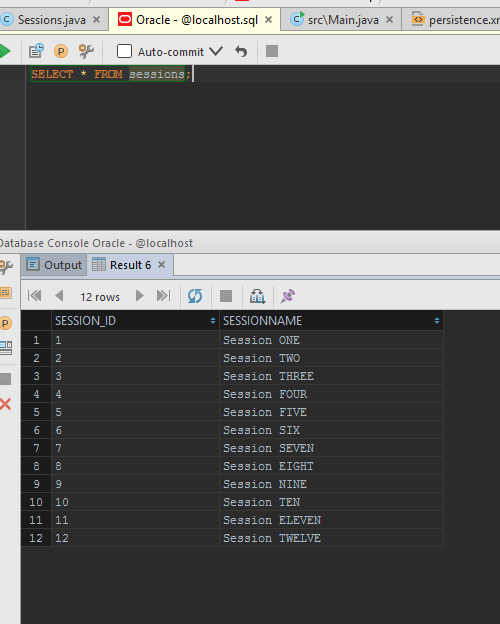 Sessions.java
Oracle - @localhost.sql
src\Main.java
persistence.x
Auto-commit
SELECT * FROM sessions;
Database Console Oracle - @localhost
Output
Result 6
12 rows
SESSION_ID SESSIONNAME
1 1 Session ONE
2 2 Session TWO
3 3 Session THREE
4 4 Session FOUR
5 5 Session FIVE
6 6 Session SIX
7 7 Session SEVEN
8 8 Session EIGHT
9 9 Session NINE
10 10 Session TEN
11 11 Session ELEVEN
12 12 Session TWELVE